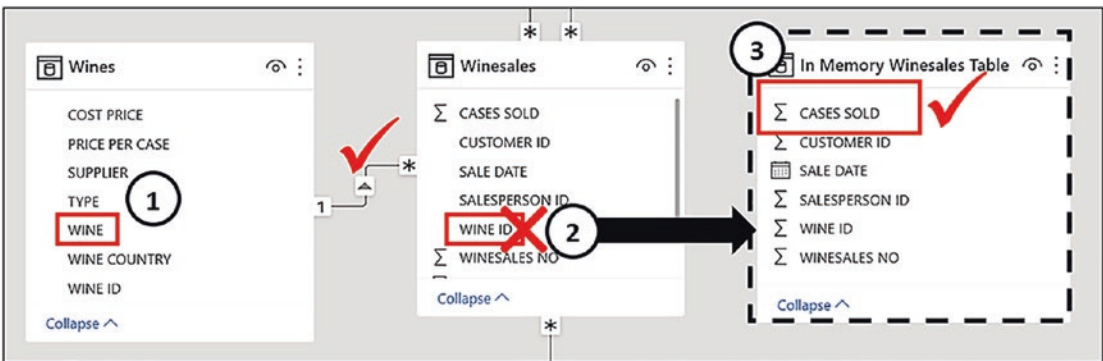 Wines
COST PRICE
PRICE PER CASE
SUPPLIER
TYPE
1
WINE
WINE COUNTRY
WINE ID
Collapse
1
*
* *
Winesales
Σ CASES SOLD
CUSTOMER ID
SALE DATE
SALESPERSON ID
WINE ID
2
Σ WINESALES NO
Collapse
*
3
In Memory Winesales Table
Σ CASES SOLD
Σ CUSTOMER ID
SALE DATE
Σ SALESPERSON ID
Σ WINE ID
Σ WINESALES NO
Collapse